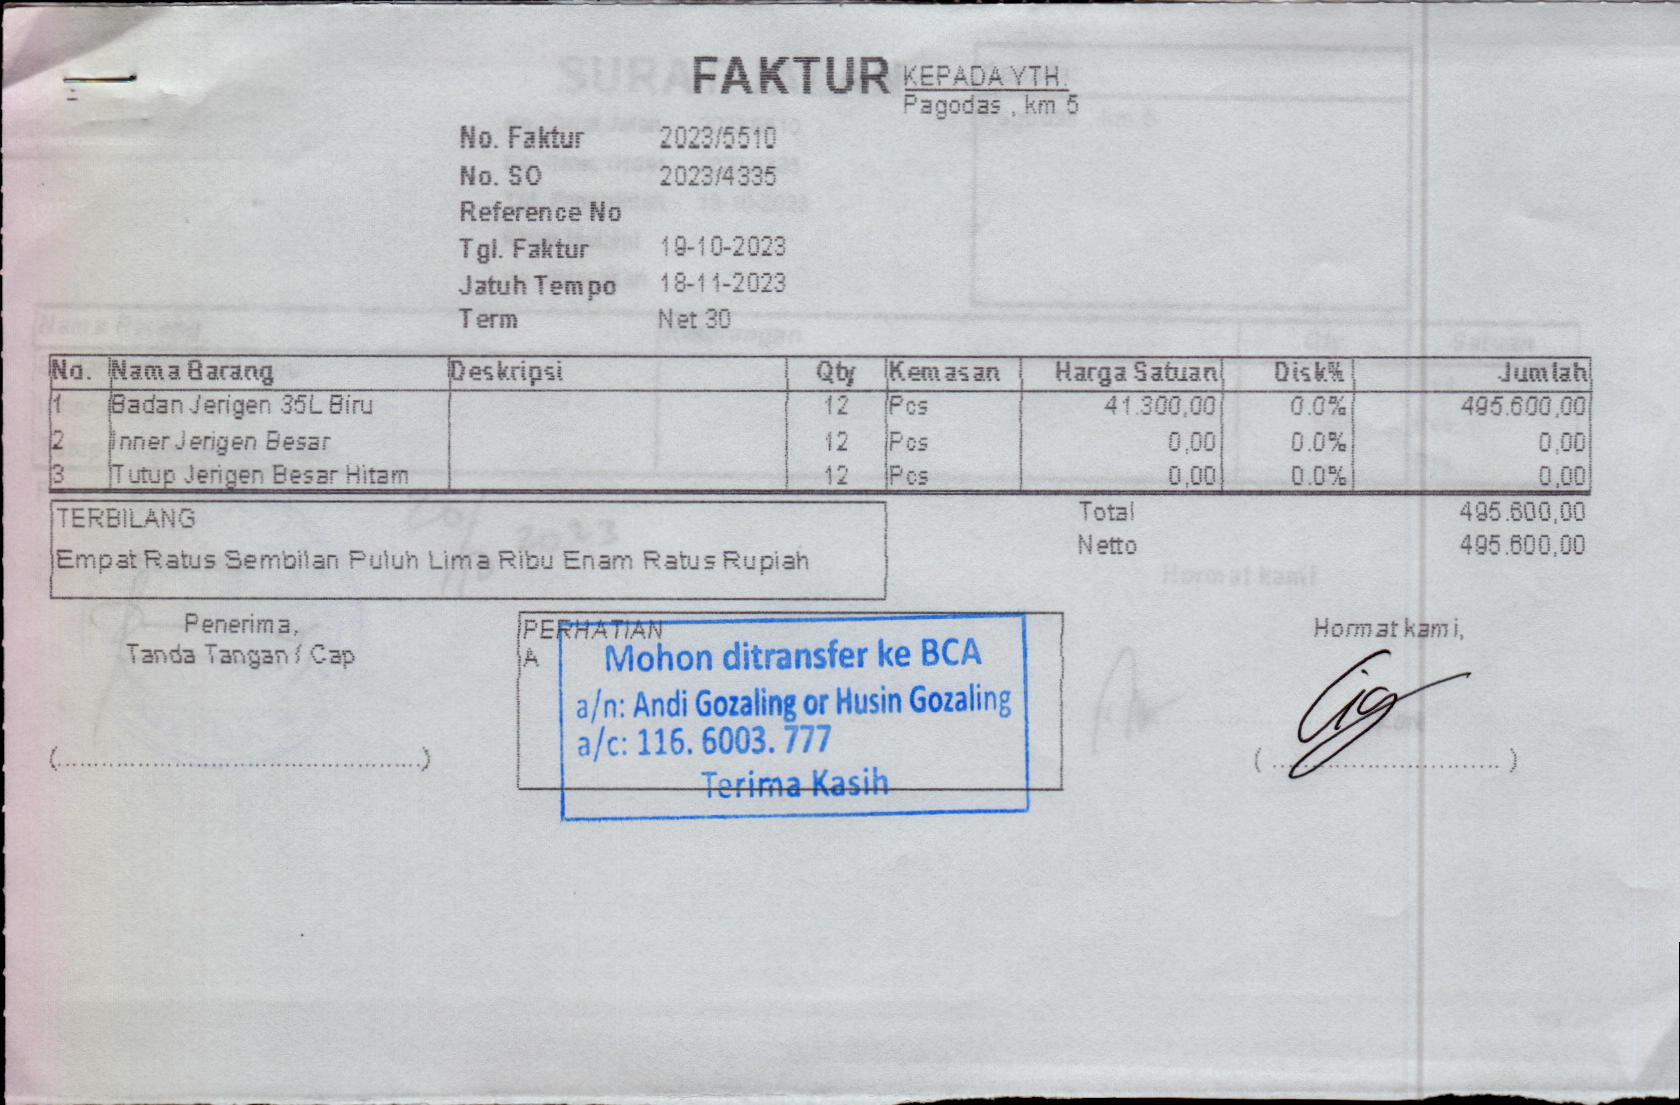 FAKTUR
KEPADA YTH:
Pagodas , km 5
No. Faktur 2023/5510
No. SO 2023/4335
Reference No
Tgl. Faktur 19-10-2023
Jatuh Tempo 18-11-2023
Term Net 30
No. Nama Barang Deskripsi Qty Kemasan Harga Satuan Disk% Jumlah
1 Badan Jerigen 35L Biru 12 Pcs 41.300,00 0.0% 495.600,00
2 Inner Jerigen Besar 12 Pcs 0,00 0.0% 0,00
3 Tutup Jerigen Besar Hitam 12 Pcs 0,00 0.0% 0,00
TERBILANG
Empat Ratus Sembilan Puluh Lima Ribu Enam Ratus Rupiah
Total 495.600,00
Netto 495.600,00
Penerima,
Tanda Tangan / Cap
(...............................................)
PERHATIAN
A
Mohon ditransfer ke BCA
a/n: Andi Gozaling or Husin Gozaling
a/c: 116. 6003. 777
Terima Kasih
Hormat kami,
(..............................)